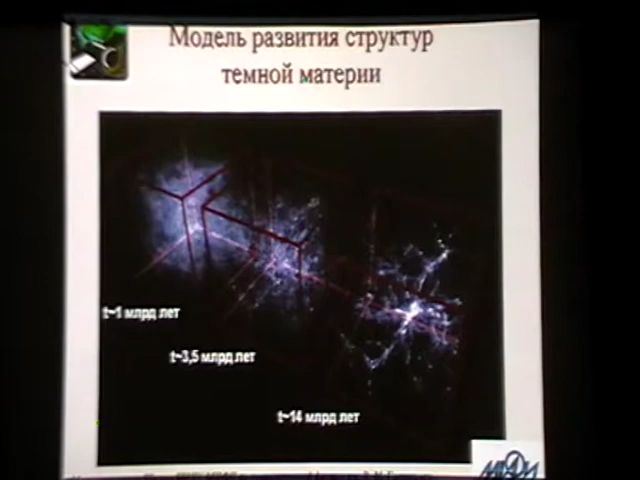 Модель развития структур
темной материи
t~1 млрд лет
t~3,5 млрд лет
t~14 млрд лет